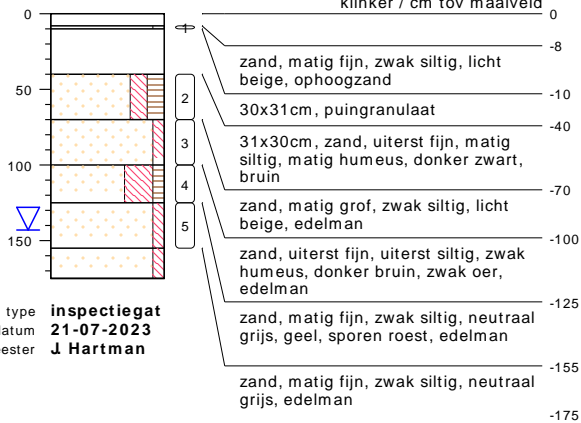 klinker / cm tov maaiveld
0
0
-8
zand, matig fijn, zwak siltig, licht
beige, ophoogzand
-10
30x31cm, puingranulaat
-40
31x30cm, zand, uiterst fijn, matig
siltig, matig humeus, donker zwart,
bruin
-70
zand, matig grof, zwak siltig, licht
beige, edelman
-100
zand, uiterst fijn, uiterst siltig, zwak
humeus, donker bruin, zwak oer,
edelman
-125
zand, matig fijn, zwak siltig, neutraal
grijs, geel, sporen roest, edelman
-155
zand, matig fijn, zwak siltig, neutraal
grijs, edelman
-175
50
100
150
1
2
3
4
5
type inspectiegat
atum 21-07-2023
ester J. Hartman